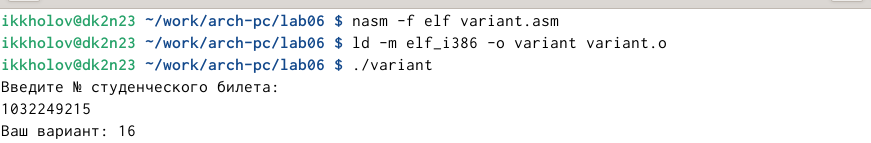 ikkholov@dk2n23 ~/work/arch-pc/lab06 $ nasm -f elf variant.asm
ikkholov@dk2n23 ~/work/arch-pc/lab06 $ ld -m elf_i386 -o variant variant.o
ikkholov@dk2n23 ~/work/arch-pc/lab06 $ ./variant
Введите № студенческого билета:
1032249215
Ваш вариант: 16